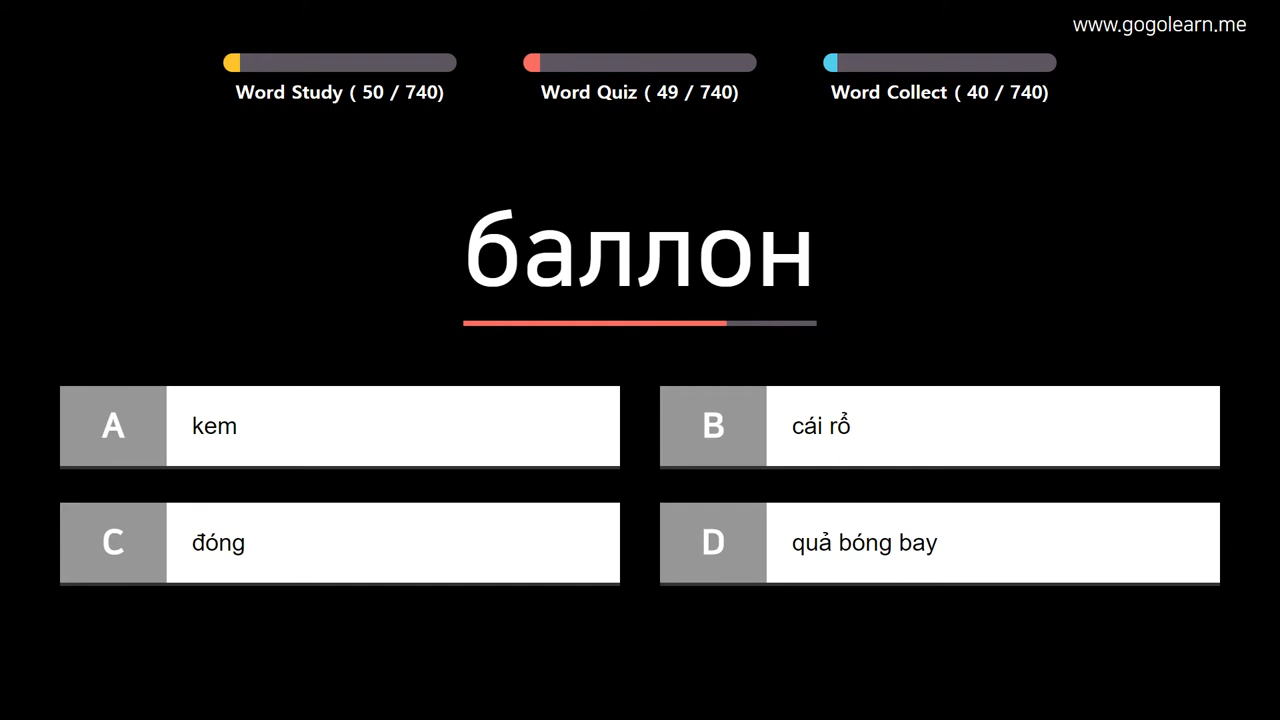 www.gogolearn.me
Word Study ( 50 / 740)
Word Quiz ( 49 / 740)
Word Collect ( 40 / 740)
баллон
A kem
B cái rổ
C đóng
D quả bóng bay